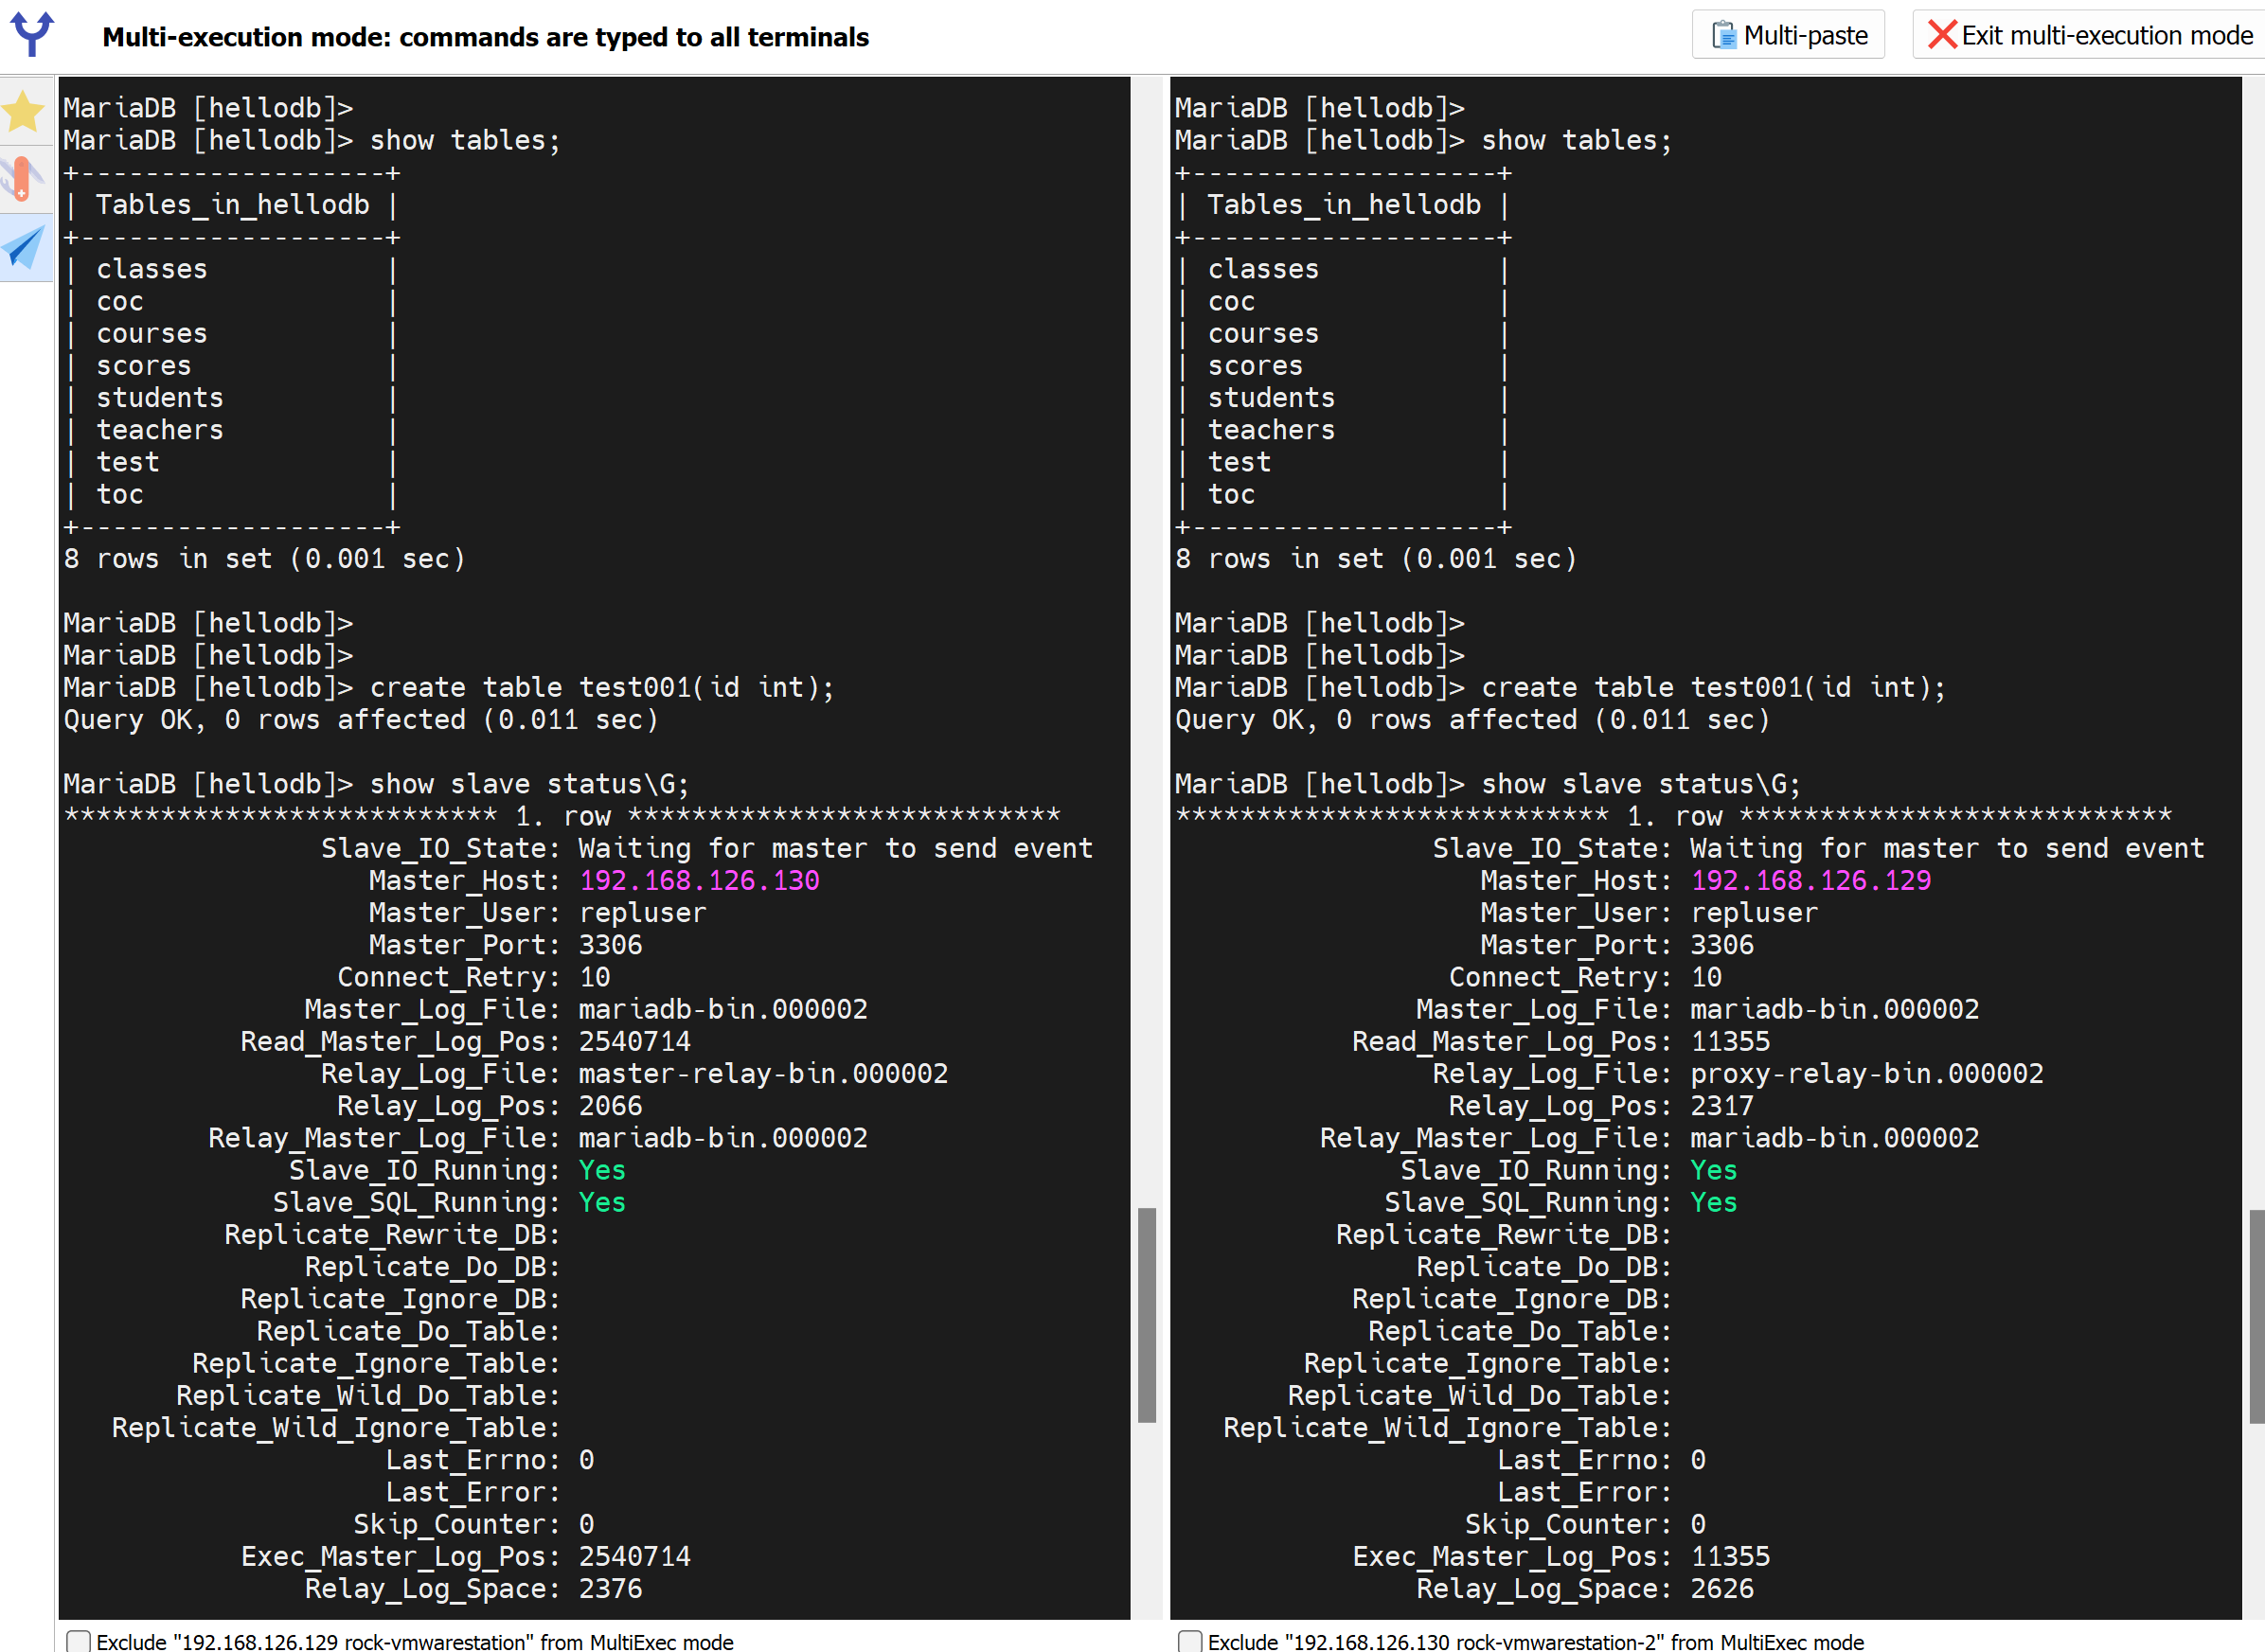 Multi-execution mode: commands are typed to all terminals
Multi-paste
Exit multi-execution mode
MariaDB [hellodb]>
MariaDB [hellodb]> show tables;
+-------------------+
| Tables_in_hellodb |
+-------------------+
| classes           |
| coc               |
| courses           |
| scores            |
| students          |
| teachers          |
| test              |
| toc               |
+-------------------+
8 rows in set (0.001 sec)
MariaDB [hellodb]>
MariaDB [hellodb]>
MariaDB [hellodb]> create table test001(id int);
Query OK, 0 rows affected (0.011 sec)
MariaDB [hellodb]> show slave status\G;
*************************** 1. row ***************************
Slave_IO_State: Waiting for master to send event
Master_Host: 192.168.126.130
Master_User: repluser
Master_Port: 3306
Connect_Retry: 10
Master_Log_File: mariadb-bin.000002
Read_Master_Log_Pos: 2540714
Relay_Log_File: master-relay-bin.000002
Relay_Log_Pos: 2066
Relay_Master_Log_File: mariadb-bin.000002
Slave_IO_Running: Yes
Slave_SQL_Running: Yes
Replicate_Rewrite_DB:
Replicate_Do_DB:
Replicate_Ignore_DB:
Replicate_Do_Table:
Replicate_Ignore_Table:
Replicate_Wild_Do_Table:
Replicate_Wild_Ignore_Table:
Last_Errno: 0
Last_Error:
Skip_Counter: 0
Exec_Master_Log_Pos: 2540714
Relay_Log_Space: 2376
Exclude "192.168.126.129 rock-vmwarestation" from MultiExec mode
MariaDB [hellodb]>
MariaDB [hellodb]> show tables;
+-------------------+
| Tables_in_hellodb |
+-------------------+
| classes           |
| coc               |
| courses           |
| scores            |
| students          |
| teachers          |
| test              |
| toc               |
+-------------------+
8 rows in set (0.001 sec)
MariaDB [hellodb]>
MariaDB [hellodb]>
MariaDB [hellodb]> create table test001(id int);
Query OK, 0 rows affected (0.011 sec)
MariaDB [hellodb]> show slave status\G;
*************************** 1. row ***************************
Slave_IO_State: Waiting for master to send event
Master_Host: 192.168.126.129
Master_User: repluser
Master_Port: 3306
Connect_Retry: 10
Master_Log_File: mariadb-bin.000002
Read_Master_Log_Pos: 11355
Relay_Log_File: proxy-relay-bin.000002
Relay_Log_Pos: 2317
Relay_Master_Log_File: mariadb-bin.000002
Slave_IO_Running: Yes
Slave_SQL_Running: Yes
Replicate_Rewrite_DB:
Replicate_Do_DB:
Replicate_Ignore_DB:
Replicate_Do_Table:
Replicate_Ignore_Table:
Replicate_Wild_Do_Table:
Replicate_Wild_Ignore_Table:
Last_Errno: 0
Last_Error:
Skip_Counter: 0
Exec_Master_Log_Pos: 11355
Relay_Log_Space: 2626
Exclude "192.168.126.130 rock-vmwarestation-2" from MultiExec mode